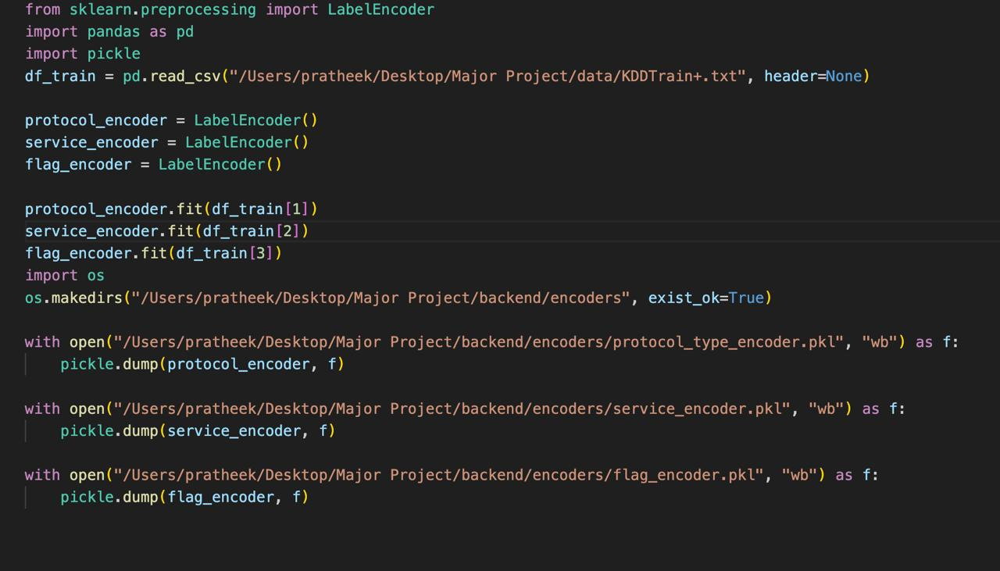 from sklearn.preprocessing import LabelEncoder
import pandas as pd
import pickle
df_train = pd.read_csv("/Users/pratheek/Desktop/Major Project/data/KDDTrain+.txt", header=None)

protocol_encoder = LabelEncoder()
service_encoder = LabelEncoder()
flag_encoder = LabelEncoder()

protocol_encoder.fit(df_train[1])
service_encoder.fit(df_train[2])
flag_encoder.fit(df_train[3])
import os
os.makedirs("/Users/pratheek/Desktop/Major Project/backend/encoders", exist_ok=True)

with open("/Users/pratheek/Desktop/Major Project/backend/encoders/protocol_type_encoder.pkl", "wb") as f:
    pickle.dump(protocol_encoder, f)

with open("/Users/pratheek/Desktop/Major Project/backend/encoders/service_encoder.pkl", "wb") as f:
    pickle.dump(service_encoder, f)

with open("/Users/pratheek/Desktop/Major Project/backend/encoders/flag_encoder.pkl", "wb") as f:
    pickle.dump(flag_encoder, f)